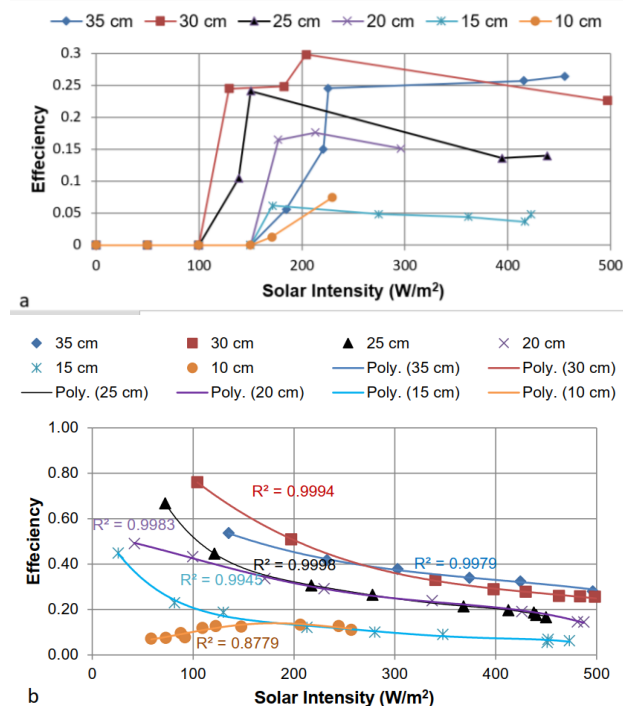 35 cm 30 cm 25 cm 20 cm 15 cm 10 cm
0.3
0.25
0.2
0.15
0.1
0.05
0
Effeciency
0 100 200 300 400 500
Solar Intensity (W/m²)
a
35 cm 30 cm 25 cm 20 cm
15 cm 10 cm Poly. (35 cm) Poly. (30 cm)
Poly. (25 cm) Poly. (20 cm) Poly. (15 cm) Poly. (10 cm)
1.00
0.80
0.60
0.40
0.20
0.00
Effeciency
R² = 0.9994
R² = 0.9983
R² = 0.9998
R² = 0.9979
R² = 0.9945
R² = 0.8779
0 100 200 300 400 500
Solar Intensity (W/m²)
b